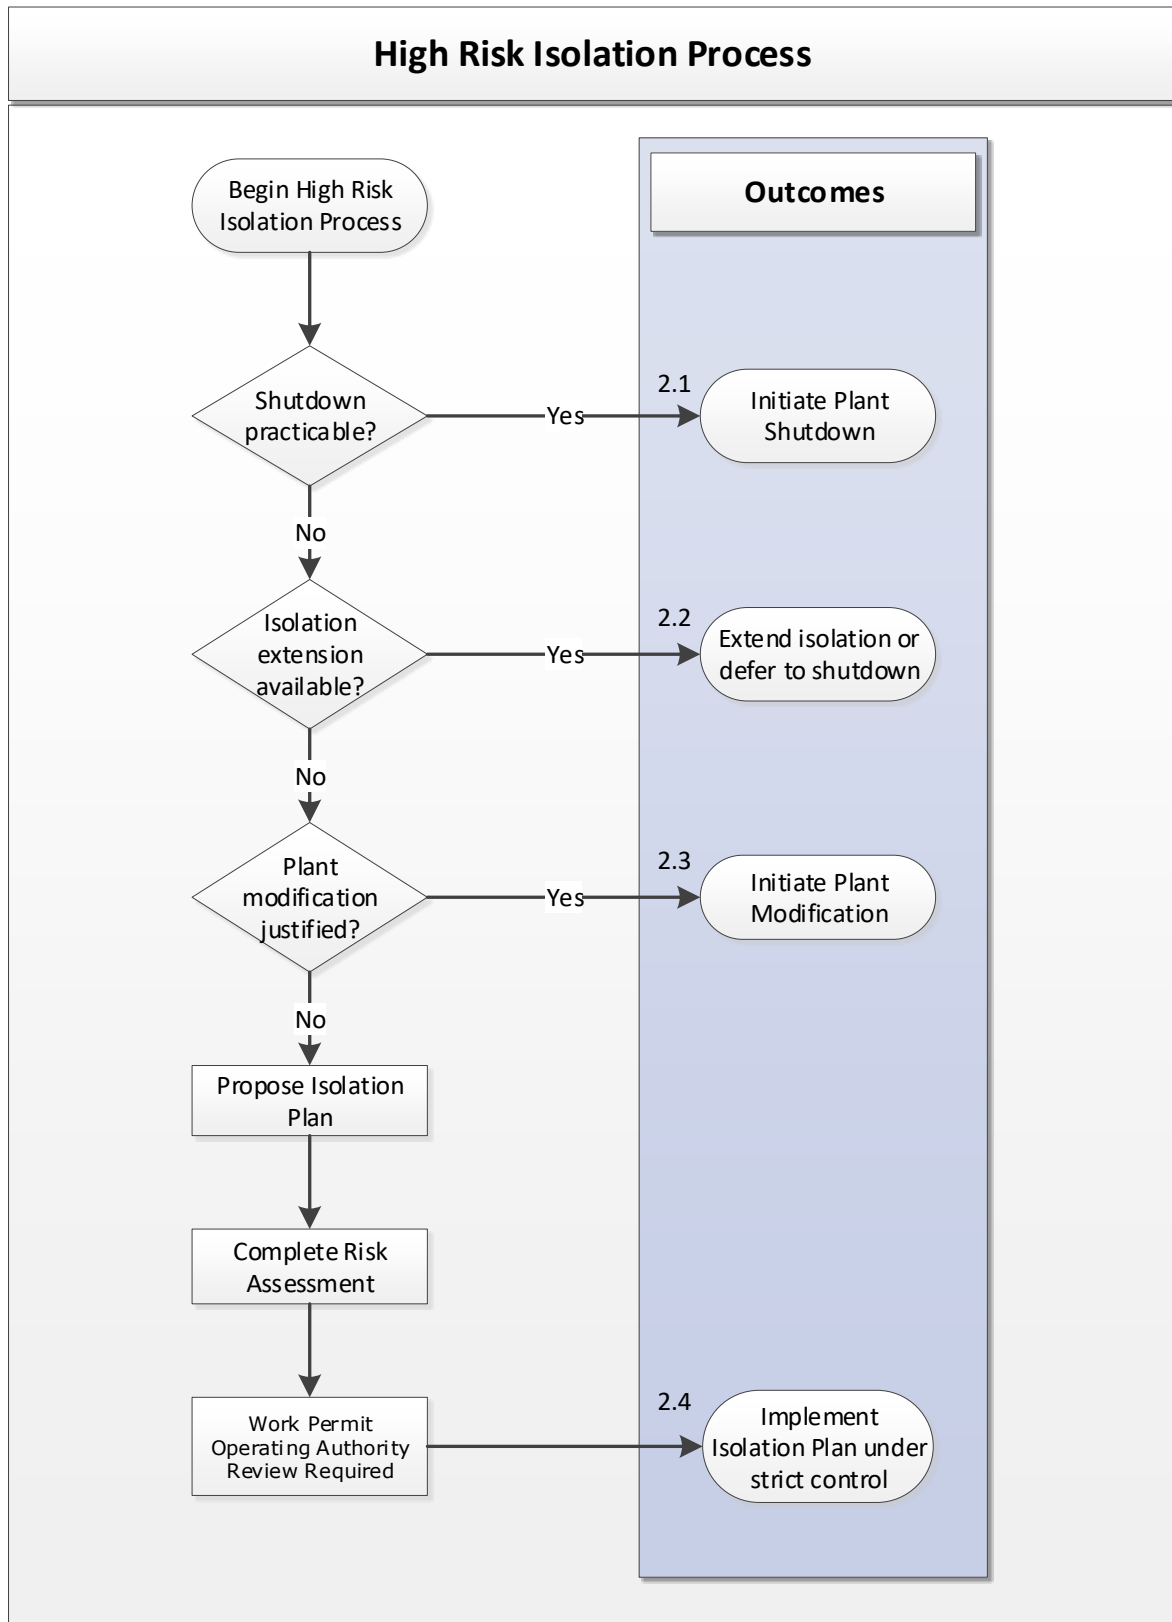 High Risk Isolation Process
Begin High Risk
Isolation Process
Outcomes
Shutdown
practicable?
Yes
2.1
Initiate Plant
Shutdown
No
Isolation
extension
available?
Yes
2.2
Extend isolation or
defer to shutdown
No
Plant
modification
justified?
Yes
2.3
Initiate Plant
Modification
No
Propose Isolation
Plan
Complete Risk
Assessment
Work Permit
Operating Authority
Review Required
2.4
Implement
Isolation Plan under
strict control